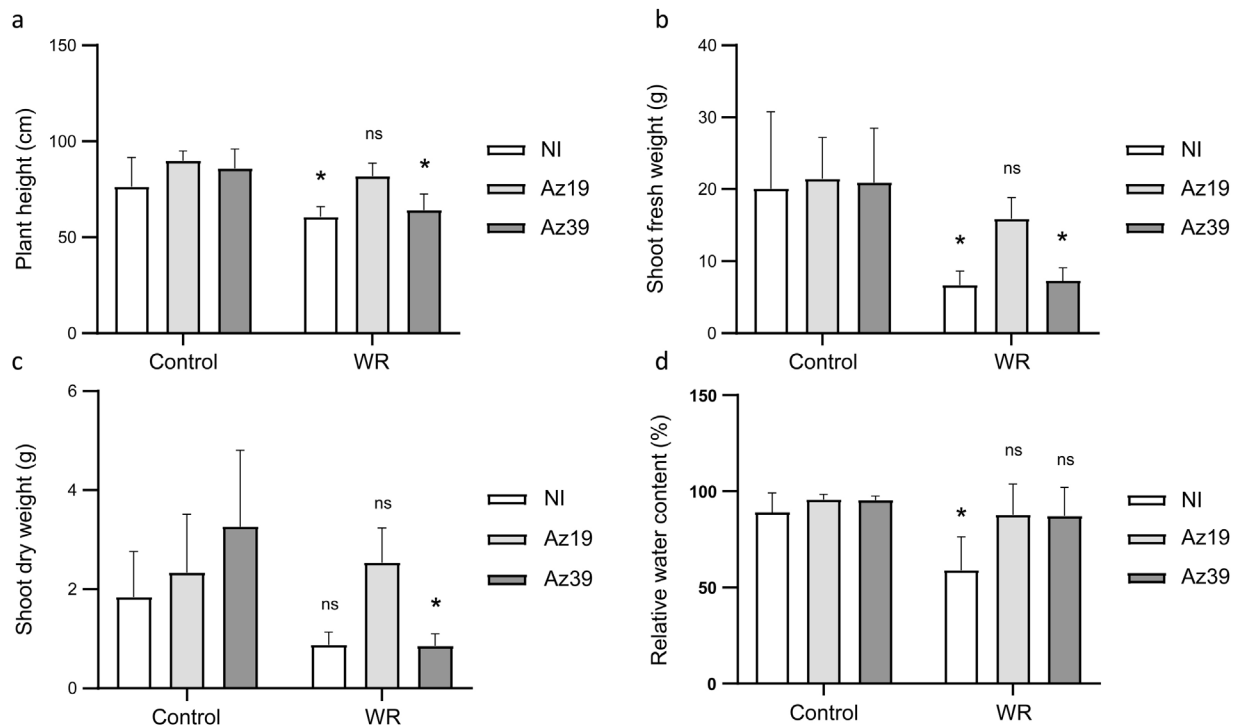 a
150
100
50
0
Plant height (cm)
*
ns
*
Control
WR
NI
Az19
Az39
b
40
30
20
10
0
Shoot fresh weight (g)
*
ns
*
Control
WR
NI
Az19
Az39
c
6
4
2
0
Shoot dry weight (g)
ns
ns
*
Control
WR
NI
Az19
Az39
d
150
100
50
0
Relative water content (%)
*
ns
ns
Control
WR
NI
Az19
Az39